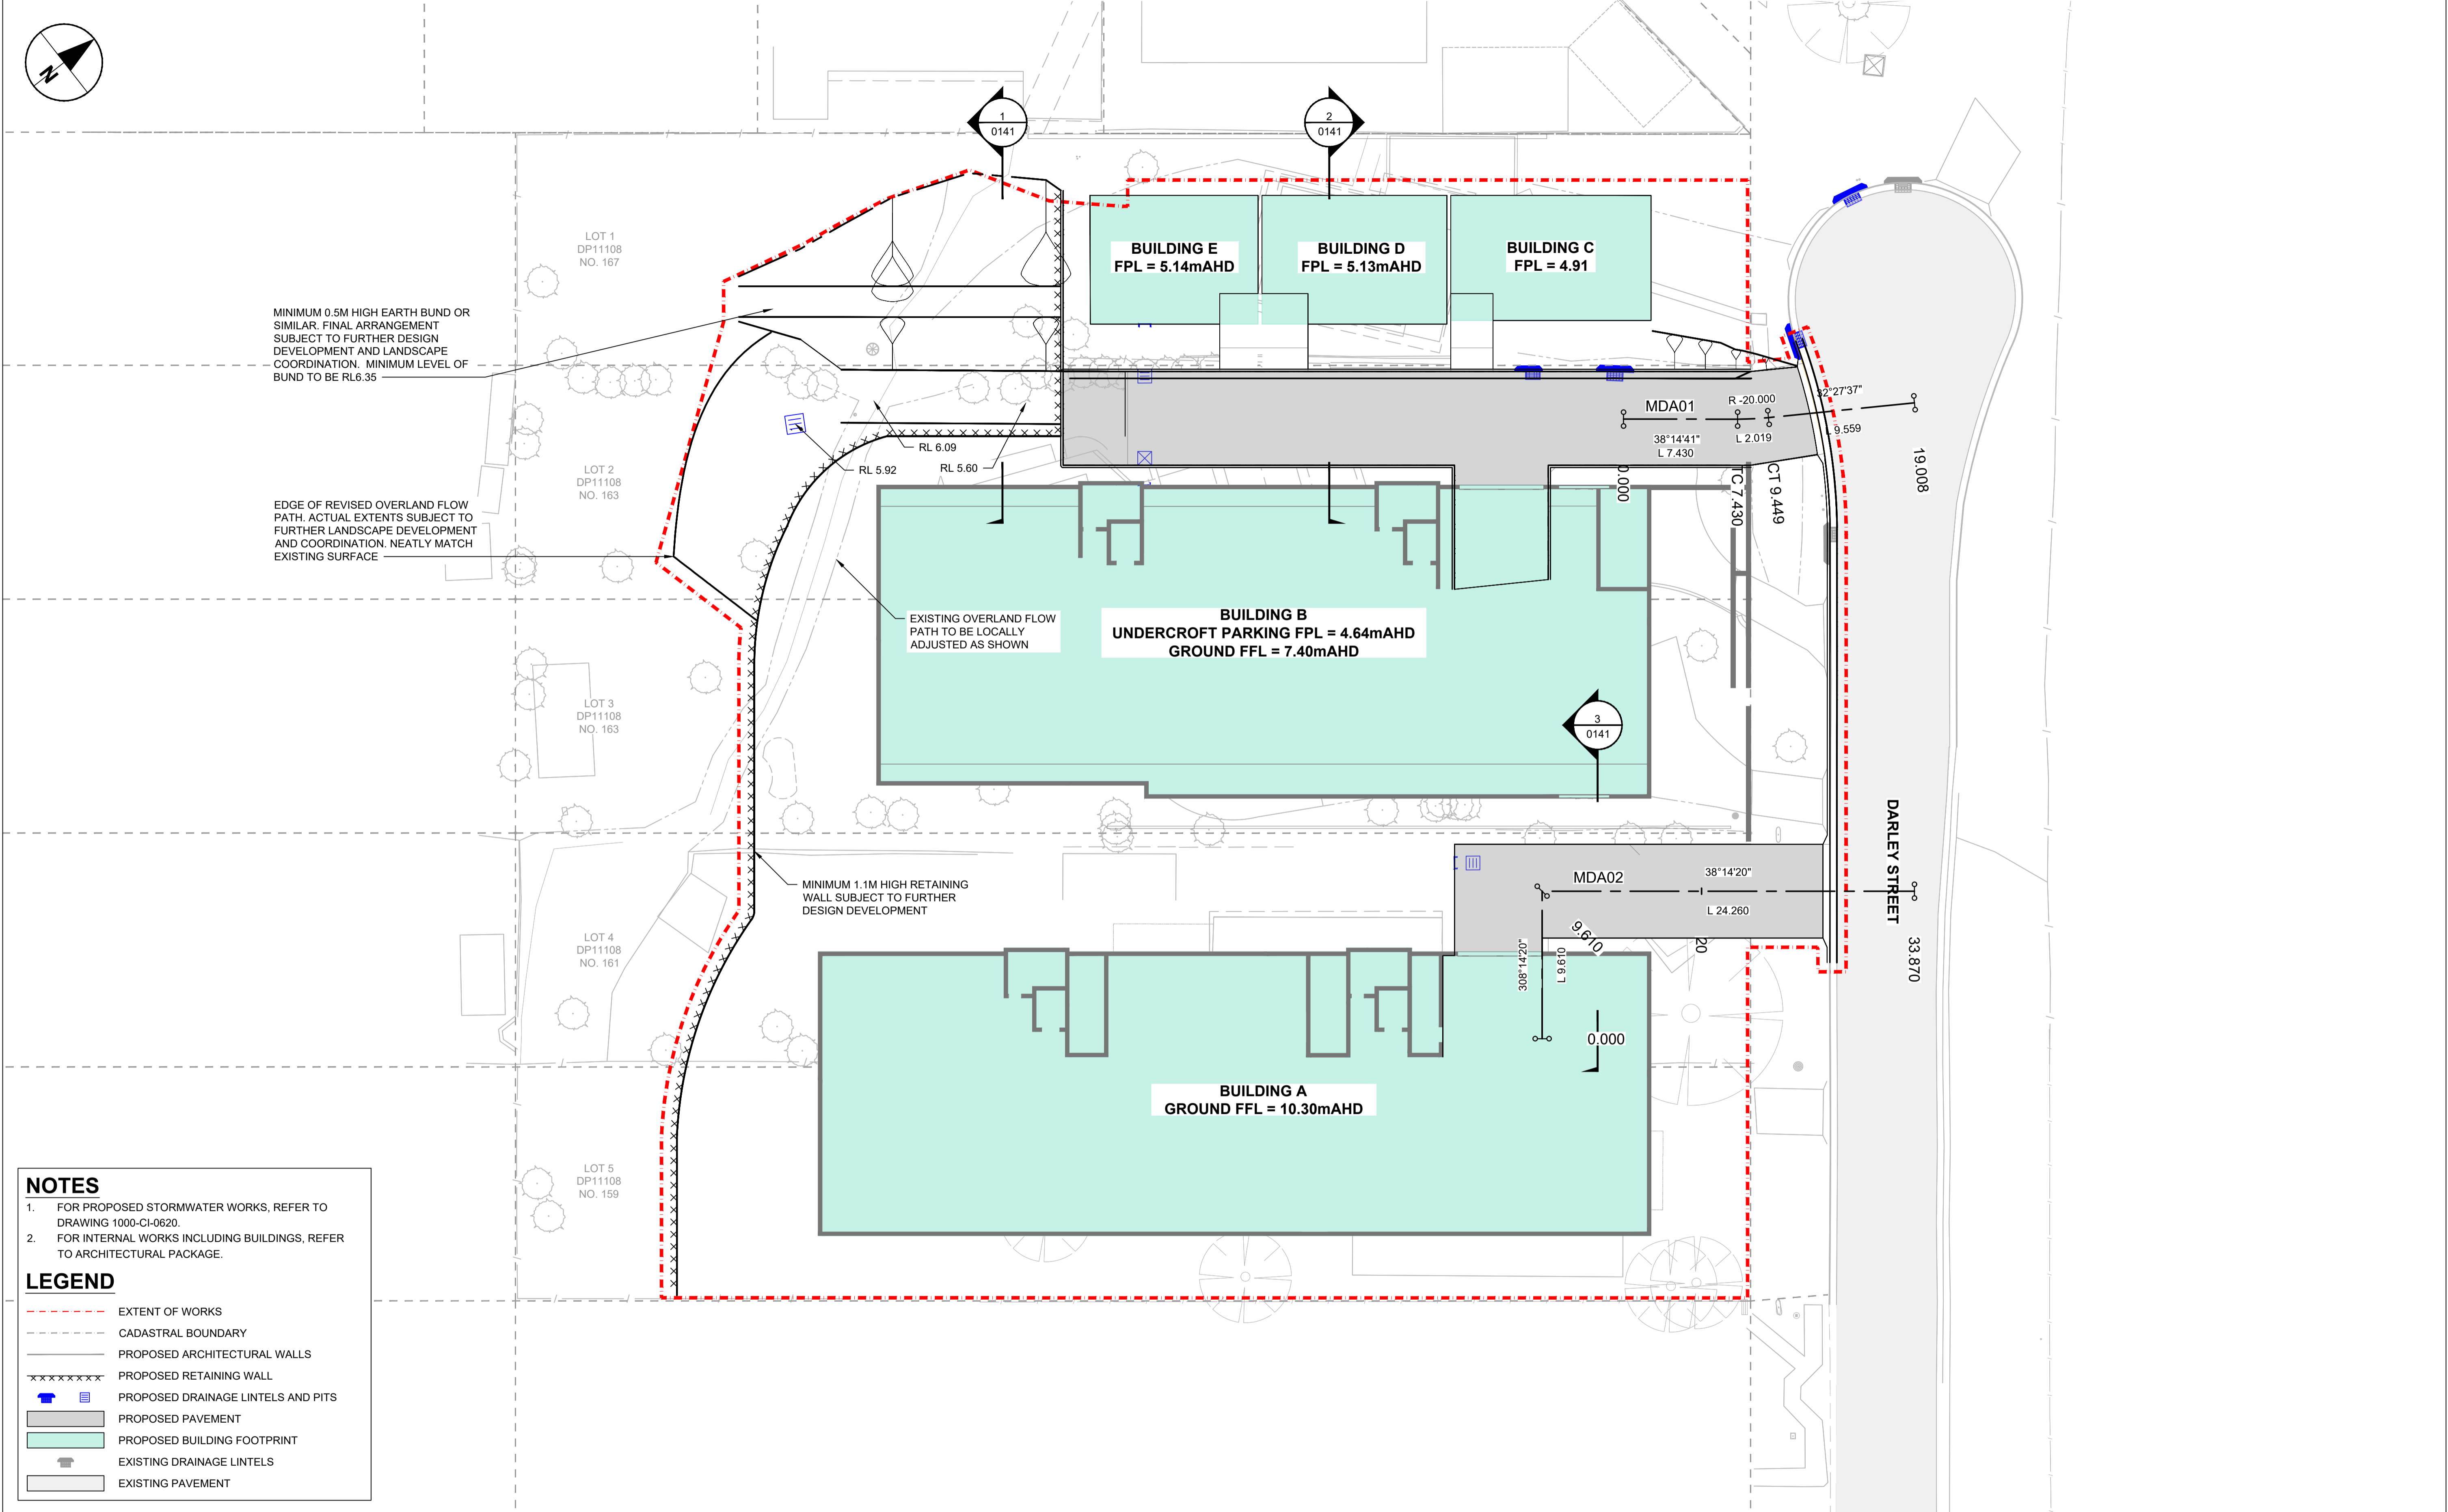 N
1
0141
2
0141
LOT 1
DP11108
NO. 167
BUILDING E
FPL = 5.14mAHD
BUILDING D
FPL = 5.13mAHD
BUILDING C
FPL = 4.91
MINIMUM 0.5M HIGH EARTH BUND OR
SIMILAR. FINAL ARRANGEMENT
SUBJECT TO FURTHER DESIGN
DEVELOPMENT AND LANDSCAPE
COORDINATION. MINIMUM LEVEL OF
BUND TO BE RL6.35
MDA01
R -20.000
32°27'37"
38°14'41"
L 7.430
L 2.019
L 9.559
RL 6.09
RL 5.92
RL 5.60
0.000
TC 7.430
CT 9.449
19.008
LOT 2
DP11108
NO. 163
EDGE OF REVISED OVERLAND FLOW
PATH. ACTUAL EXTENTS SUBJECT TO
FURTHER LANDSCAPE DEVELOPMENT
AND COORDINATION. NEATLY MATCH
EXISTING SURFACE
EXISTING OVERLAND FLOW
PATH TO BE LOCALLY
ADJUSTED AS SHOWN
BUILDING B
UNDERCROFT PARKING FPL = 4.64mAHD
GROUND FFL = 7.40mAHD
LOT 3
DP11108
NO. 163
3
0141
DARLEY STREET
MINIMUM 1.1M HIGH RETAINING
WALL SUBJECT TO FURTHER
DESIGN DEVELOPMENT
MDA02
38°14'20"
L 24.260
9.610
20
33.870
308°14'20"
L 9.610
0.000
LOT 4
DP11108
NO. 161
BUILDING A
GROUND FFL = 10.30mAHD
LOT 5
DP11108
NO. 159
NOTES
1. FOR PROPOSED STORMWATER WORKS, REFER TO
DRAWING 1000-CI-0620.
2. FOR INTERNAL WORKS INCLUDING BUILDINGS, REFER
TO ARCHITECTURAL PACKAGE.
LEGEND
EXTENT OF WORKS
CADASTRAL BOUNDARY
PROPOSED ARCHITECTURAL WALLS
PROPOSED RETAINING WALL
PROPOSED DRAINAGE LINTELS AND PITS
PROPOSED PAVEMENT
PROPOSED BUILDING FOOTPRINT
EXISTING DRAINAGE LINTELS
EXISTING PAVEMENT